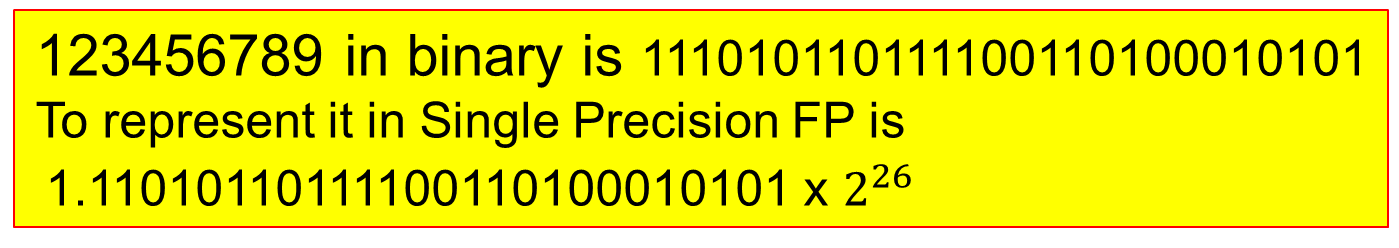 123456789 in binary is 111010110111100110100010101
To represent it in Single Precision FP is
1.11010110111100110100010101 x 2²⁶